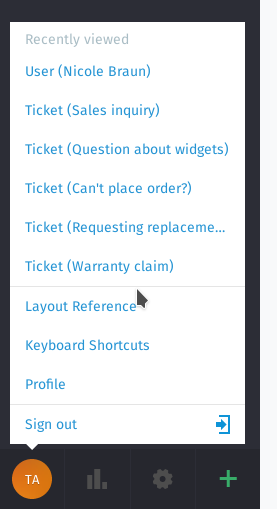 Recently viewed
User (Nicole Braun)
Ticket (Sales inquiry)
Ticket (Question about widgets)
Ticket (Can't place order?)
Ticket (Requesting replaceme...
Ticket (Warranty claim)
Layout Reference
Keyboard Shortcuts
Profile
Sign out
TA